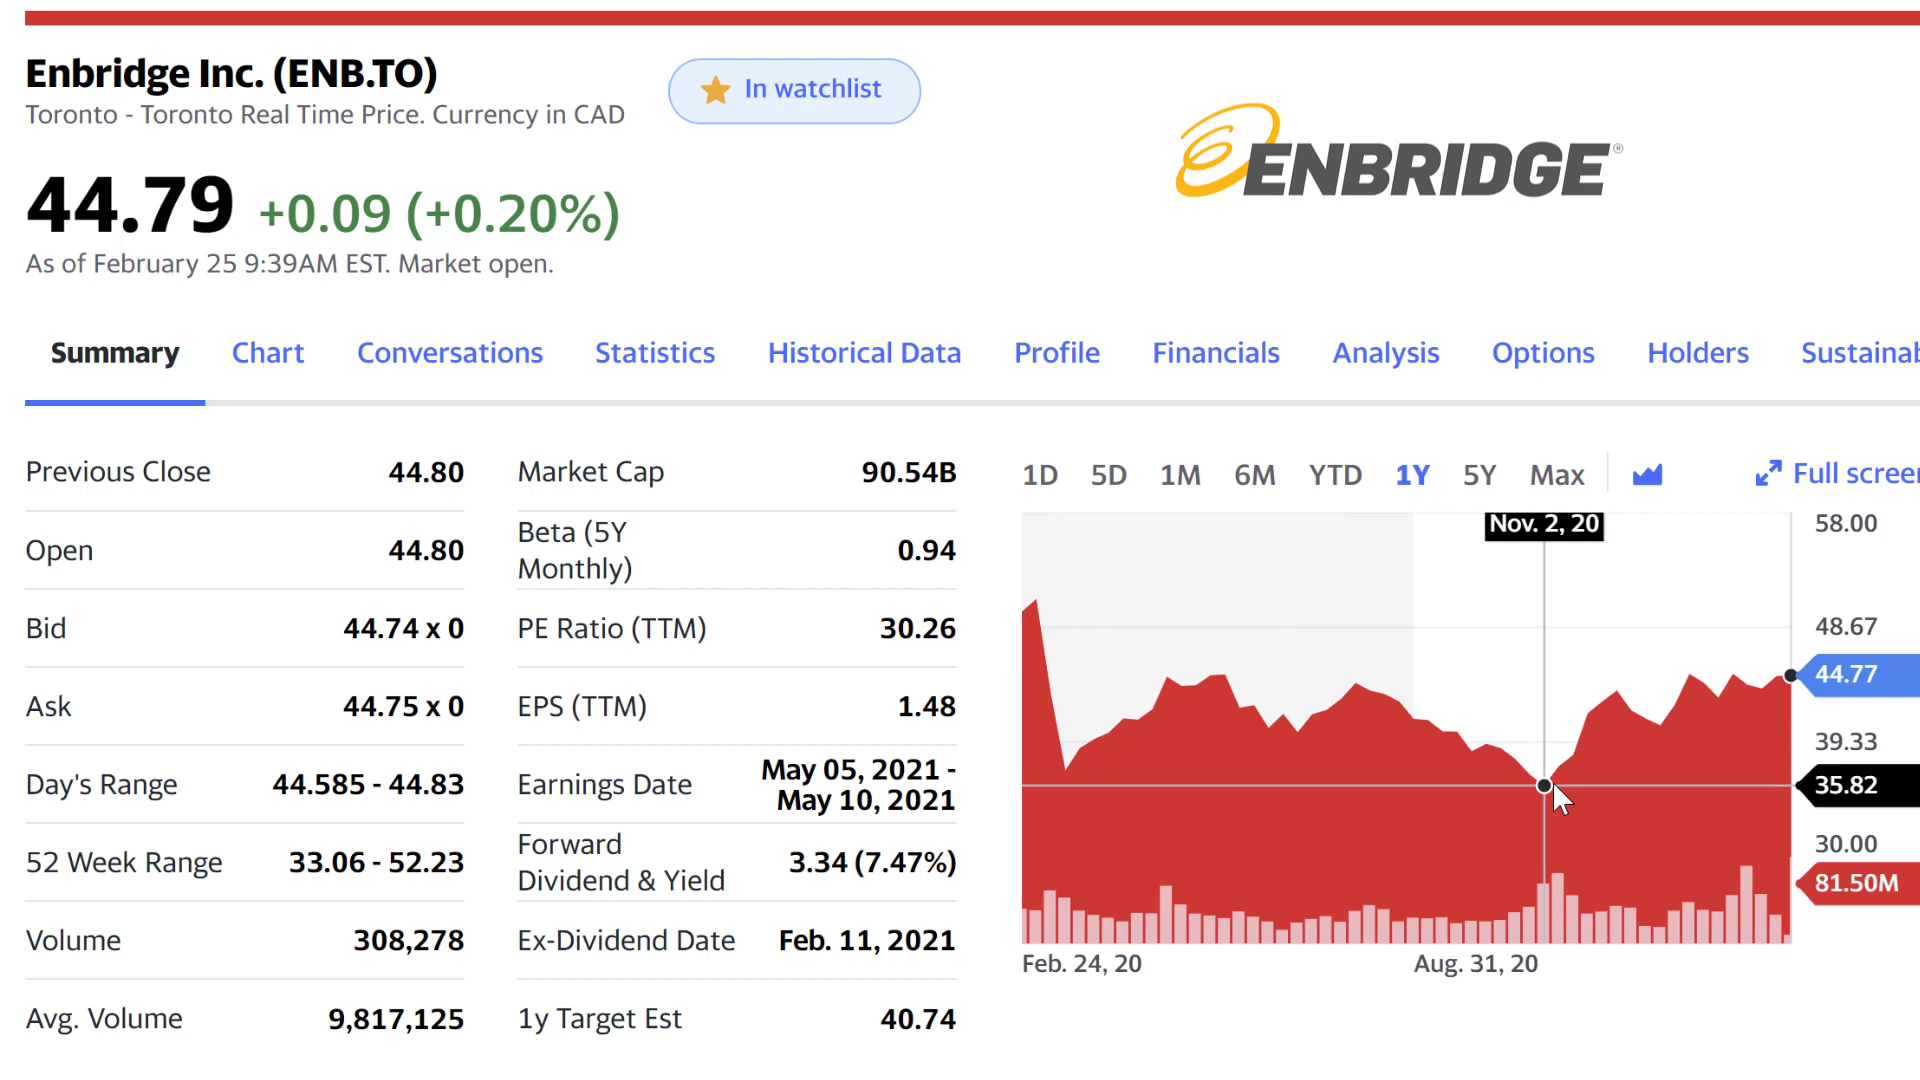 Enbridge Inc. (ENB.TO)
Toronto - Toronto Real Time Price. Currency in CAD
In watchlist
ENBRIDGE®
44.79 +0.09 (+0.20%)
As of February 25 9:39AM EST. Market open.
Summary Chart Conversations Statistics Historical Data Profile Financials Analysis Options Holders Sustainab
Previous Close 44.80
Open 44.80
Bid 44.74 x 0
Ask 44.75 x 0
Day's Range 44.585 - 44.83
52 Week Range 33.06 - 52.23
Volume 308,278
Avg. Volume 9,817,125
Market Cap 90.54B
Beta (5Y
Monthly) 0.94
PE Ratio (TTM) 30.26
EPS (TTM) 1.48
Earnings Date May 05, 2021 -
May 10, 2021
Forward
Dividend & Yield 3.34 (7.47%)
Ex-Dividend Date Feb. 11, 2021
1y Target Est 40.74
1D 5D 1M 6M YTD 1Y 5Y Max Full screen
Nov. 2, 20
58.00
48.67
44.77
39.33
35.82
30.00
81.50M
Feb. 24, 20 Aug. 31, 20